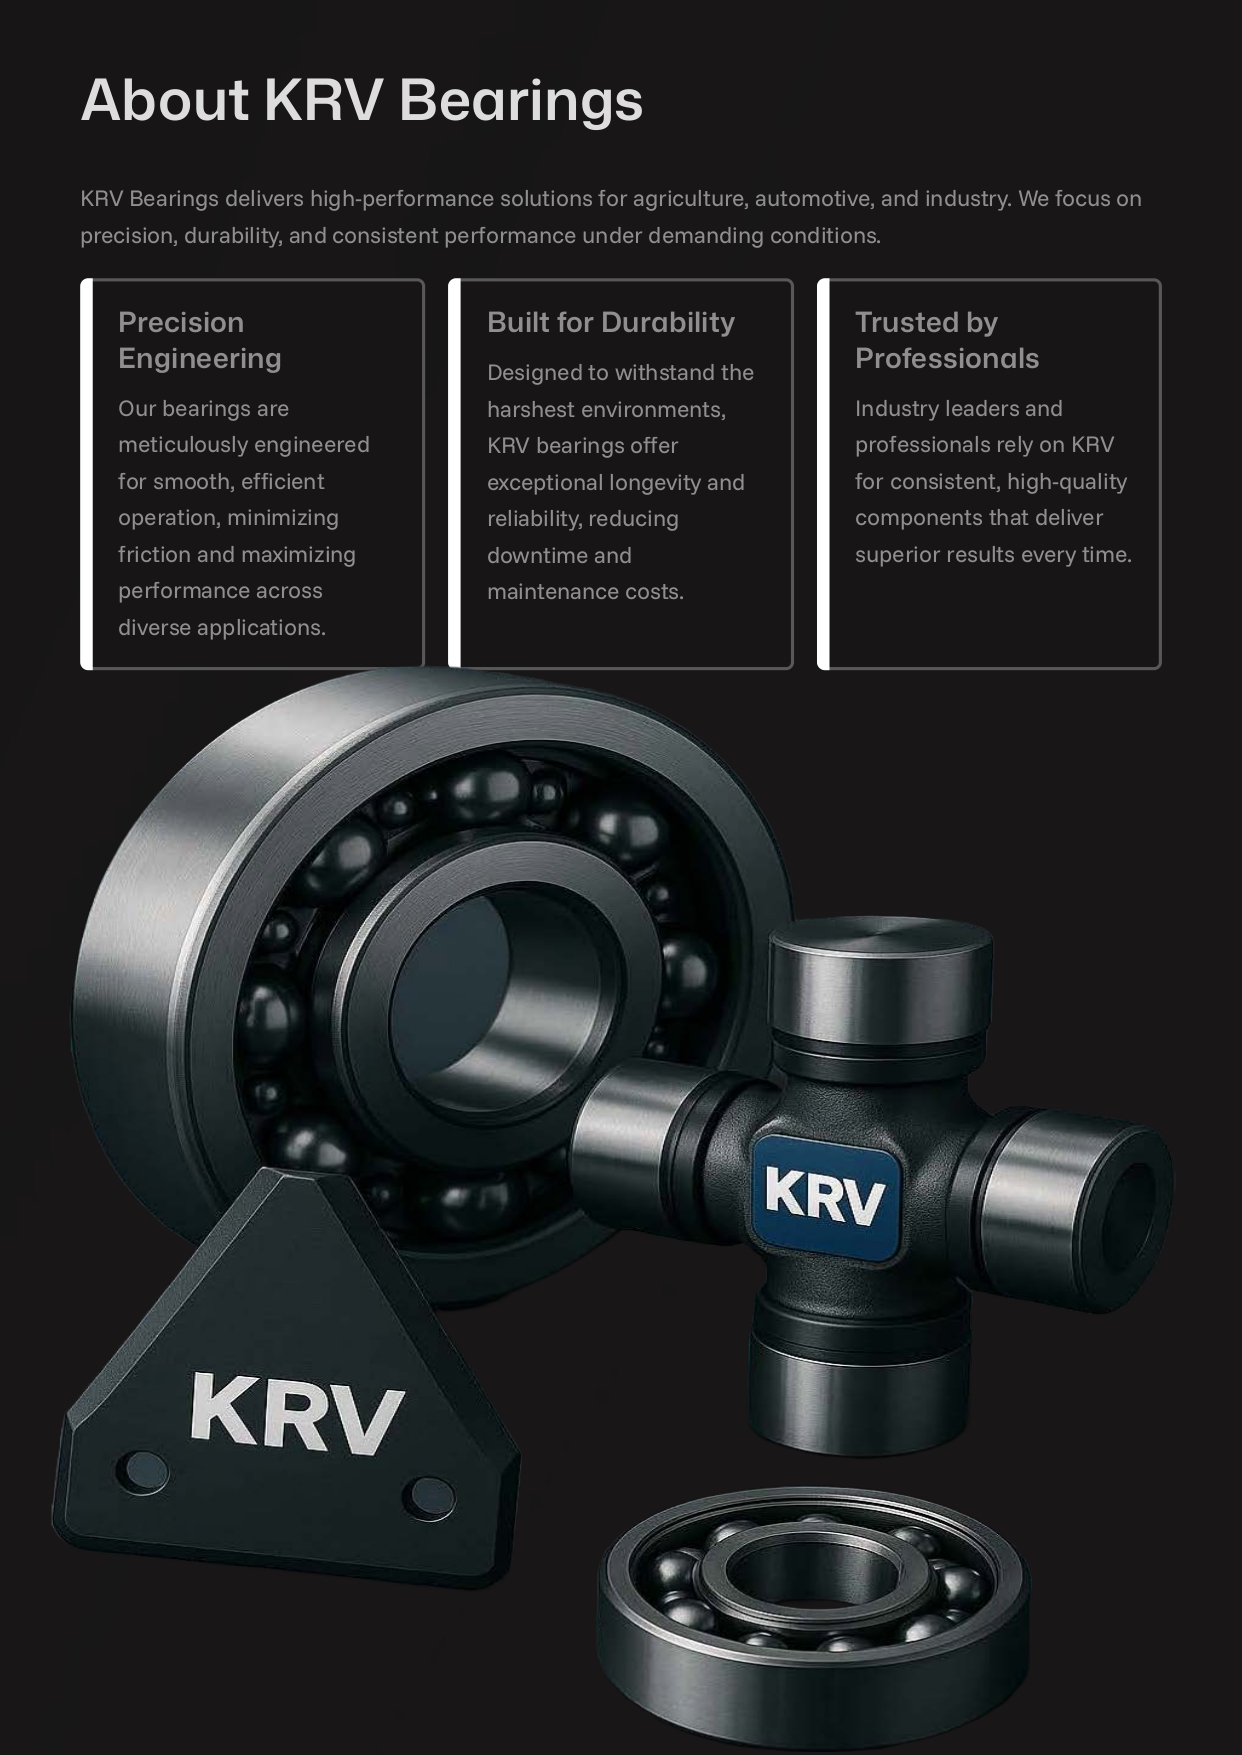 About KRV Bearings
KRV Bearings delivers high-performance solutions for agriculture, automotive, and industry. We focus on
precision, durability, and consistent performance under demanding conditions.
Precision
Engineering
Our bearings are
meticulously engineered
for smooth, efficient
operation, minimizing
friction and maximizing
performance across
diverse applications.
Built for Durability
Designed to withstand the
harshest environments,
KRV bearings offer
exceptional longevity and
reliability, reducing
downtime and
maintenance costs.
Trusted by
Professionals
Industry leaders and
professionals rely on KRV
for consistent, high-quality
components that deliver
superior results every time.
KRV
KRV